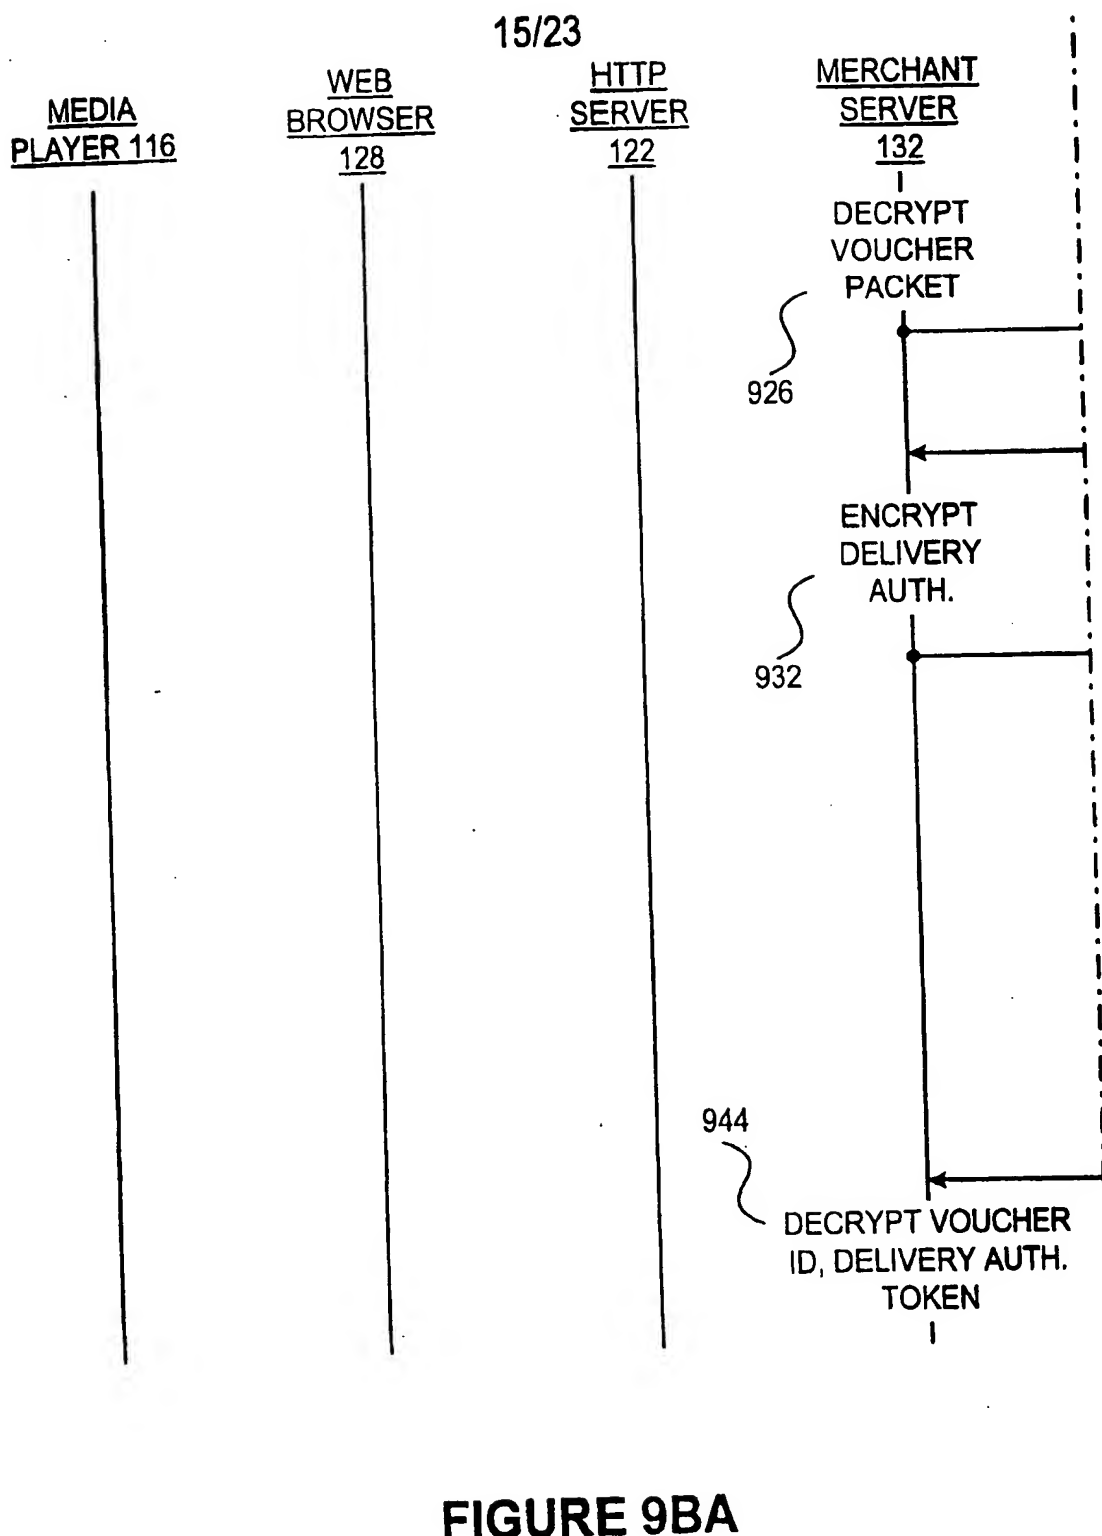 15/23
MEDIA
PLAYER 116
WEB
BROWSER
128
HTTP
SERVER
122
MERCHANT
SERVER
132
DECRYPT
VOUCHER
PACKET
926
ENCRYPT
DELIVERY
AUTH.
932
944
DECRYPT VOUCHER
ID, DELIVERY AUTH.
TOKEN
FIGURE 9BA